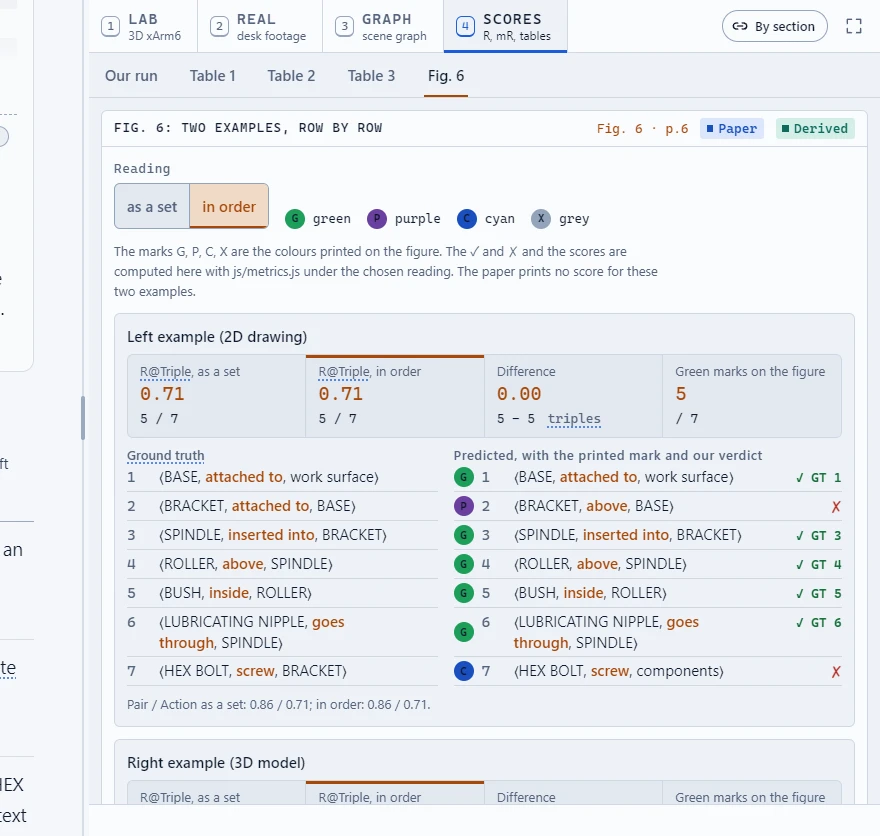 1 LAB
3D xArm6
2 REAL
desk footage
3 GRAPH
scene graph
4 SCORES
R, mR, tables
By section
Our run
Table 1
Table 2
Table 3
Fig. 6
FIG. 6: TWO EXAMPLES, ROW BY ROW
Fig. 6 · p.6
Paper
Derived
Reading
as a set
in order
G green
P purple
C cyan
X grey
The marks G, P, C, X are the colours printed on the figure. The ✓ and ✗ and the scores are
computed here with js/metrics.js under the chosen reading. The paper prints no score for these
two examples.
Left example (2D drawing)
R@Triple, as a set
0.71
5 / 7
R@Triple, in order
0.71
5 / 7
Difference
0.00
5 − 5 triples
Green marks on the figure
5
/ 7
Ground truth
1 ⟨BASE, attached to, work surface⟩
2 ⟨BRACKET, attached to, BASE⟩
3 ⟨SPINDLE, inserted into, BRACKET⟩
4 ⟨ROLLER, above, SPINDLE⟩
5 ⟨BUSH, inside, ROLLER⟩
6 ⟨LUBRICATING NIPPLE, goes
through, SPINDLE⟩
7 ⟨HEX BOLT, screw, BRACKET⟩
Predicted, with the printed mark and our verdict
G 1 ⟨BASE, attached to, work surface⟩ ✓ GT 1
P 2 ⟨BRACKET, above, BASE⟩ ✗
G 3 ⟨SPINDLE, inserted into, BRACKET⟩ ✓ GT 3
G 4 ⟨ROLLER, above, SPINDLE⟩ ✓ GT 4
G 5 ⟨BUSH, inside, ROLLER⟩ ✓ GT 5
G 6 ⟨LUBRICATING NIPPLE, goes ✓ GT 6
through, SPINDLE⟩
C 7 ⟨HEX BOLT, screw, components⟩ ✗
Pair / Action as a set: 0.86 / 0.71; in order: 0.86 / 0.71.
Right example (3D model)
R@Triple, as a set
R@Triple, in order
Difference
Green marks on the figure
an